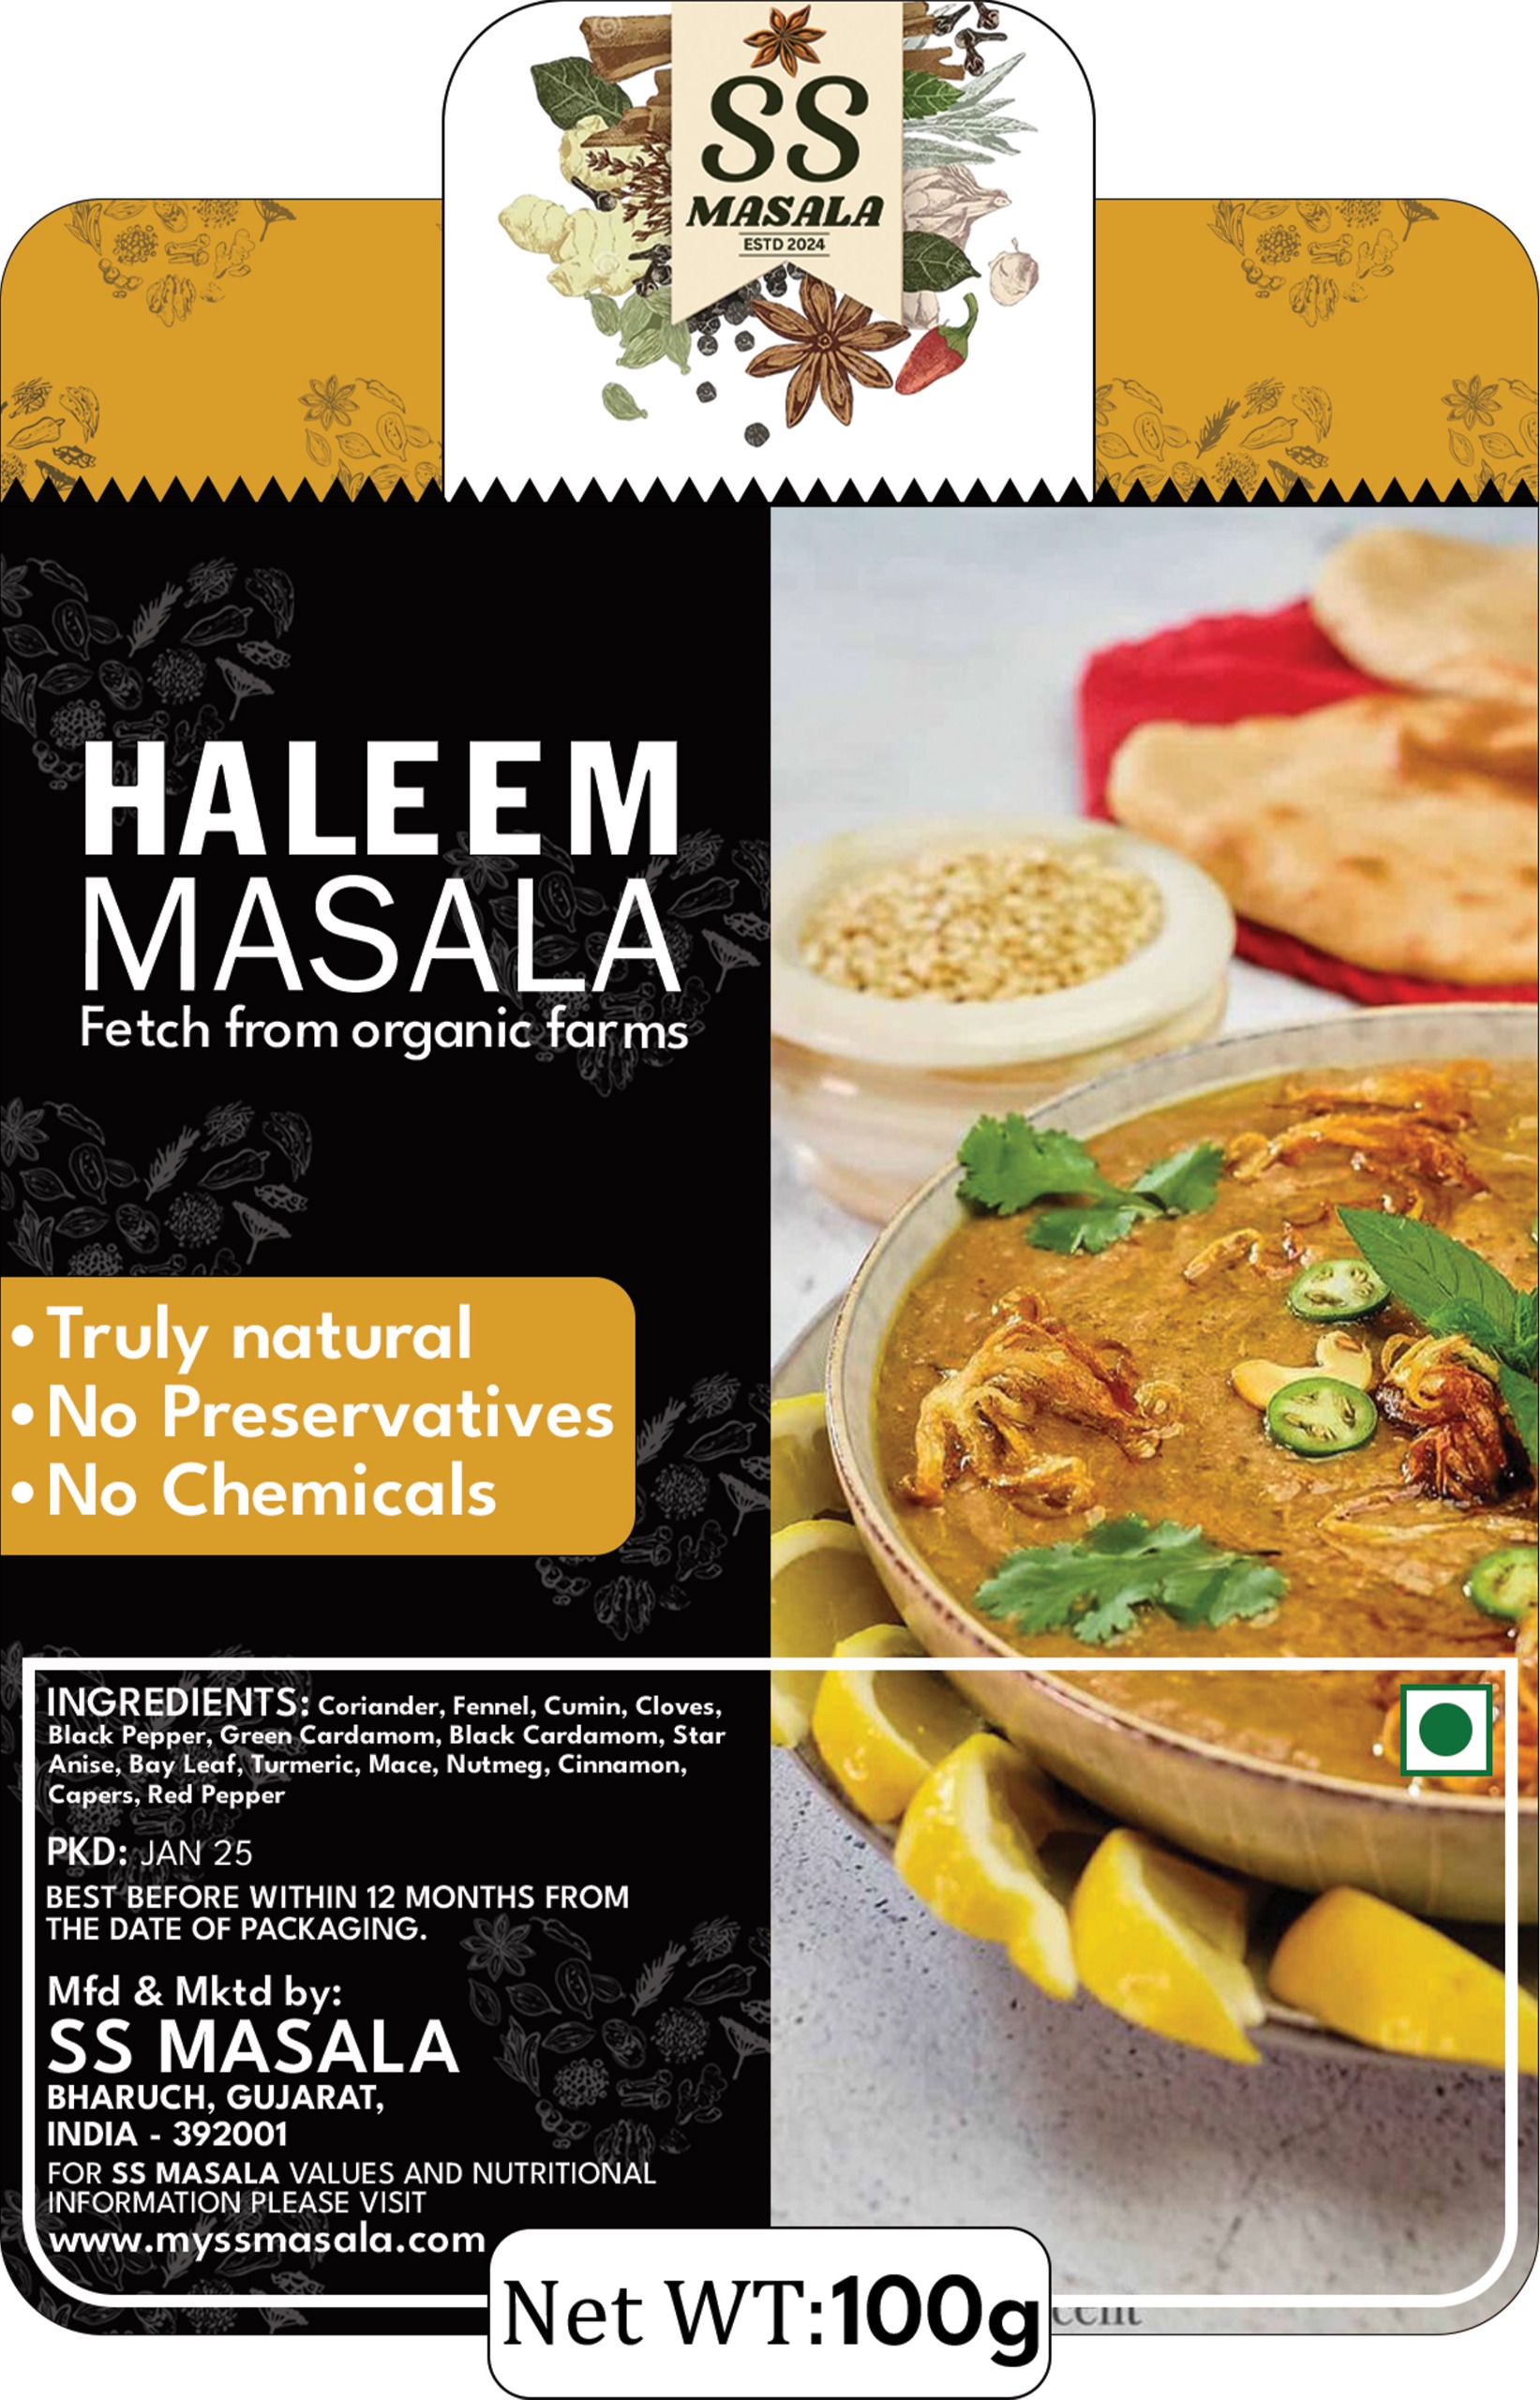 SS
MASALA
ESTD 2024
HALEEM
MASALA
Fetch from organic farms
• Truly natural
• No Preservatives
• No Chemicals
INGREDIENTS: Coriander, Fennel, Cumin, Cloves,
Black Pepper, Green Cardamom, Black Cardamom, Star
Anise, Bay Leaf, Turmeric, Mace, Nutmeg, Cinnamon,
Capers, Red Pepper
PKD: JAN 25
BEST BEFORE WITHIN 12 MONTHS FROM
THE DATE OF PACKAGING.
Mfd & Mktd by:
SS MASALA
BHARUCH, GUJARAT,
INDIA - 392001
FOR SS MASALA VALUES AND NUTRITIONAL
INFORMATION PLEASE VISIT
www.myssmasala.com
Net WT:100g